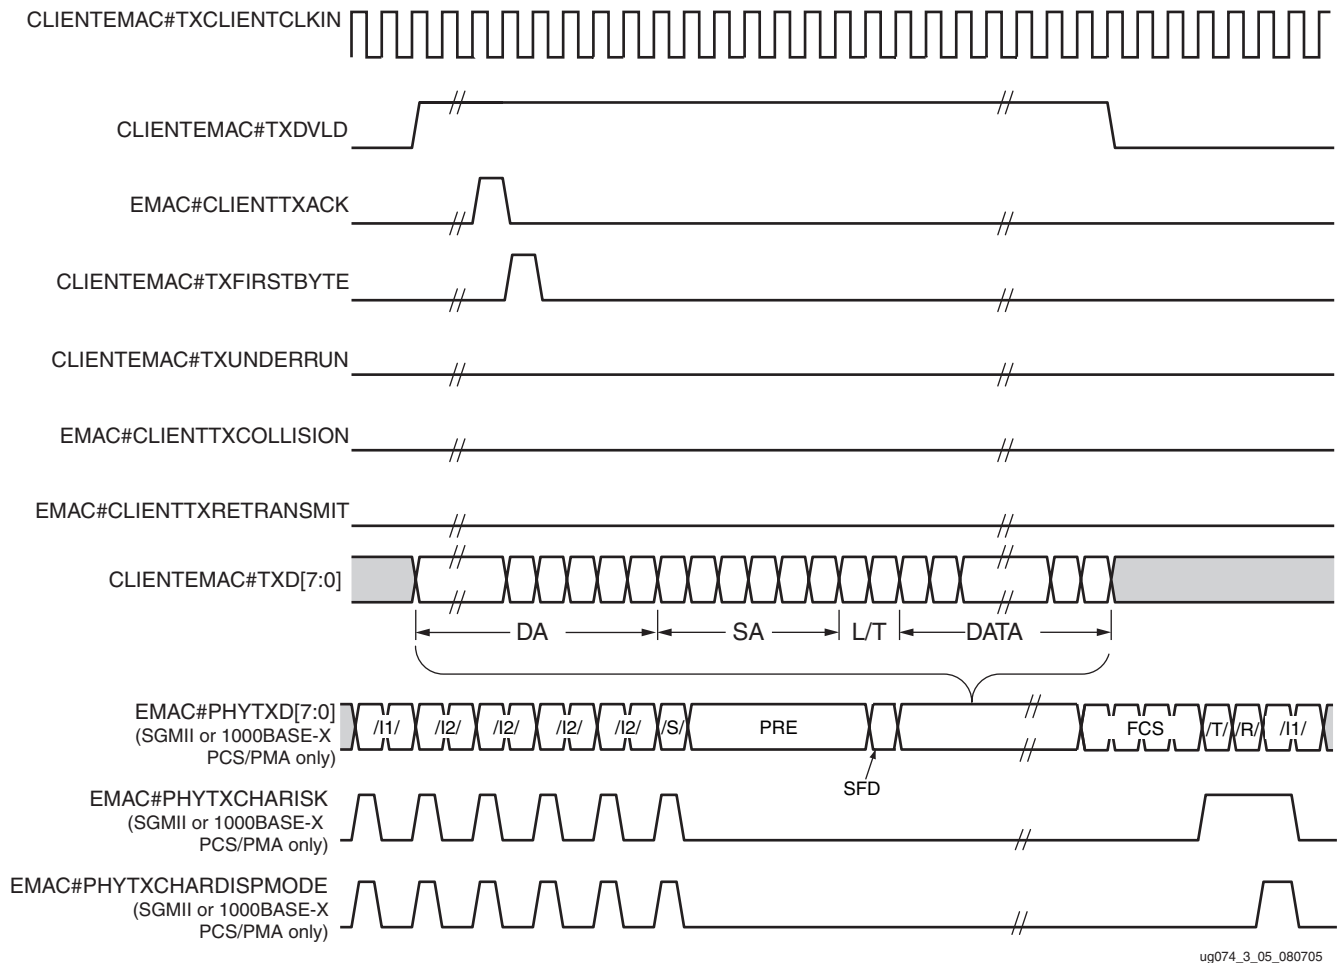 CLIENTEMAC#TXCLIENTCLKIN
CLIENTEMAC#TXDVLD
EMAC#CLIENTTXACK
CLIENTEMAC#TXFIRSTBYTE
CLIENTEMAC#TXUNDERRUN
EMAC#CLIENTTXCOLLISION
EMAC#CLIENTTXRETRANSMIT
CLIENTEMAC#TXD[7:0]
DA SA L/T DATA
EMAC#PHYTXD[7:0]
(SGMII or 1000BASE-X
PCS/PMA only)
/I1/ /I2/ /I2/ /I2/ /I2/ /S/ PRE FCS /T/ /R/ /I1/
SFD
EMAC#PHYTXCHARISK
(SGMII or 1000BASE-X
PCS/PMA only)
EMAC#PHYTXCHARDISPMODE
(SGMII or 1000BASE-X
PCS/PMA only)
ug074_3_05_080705